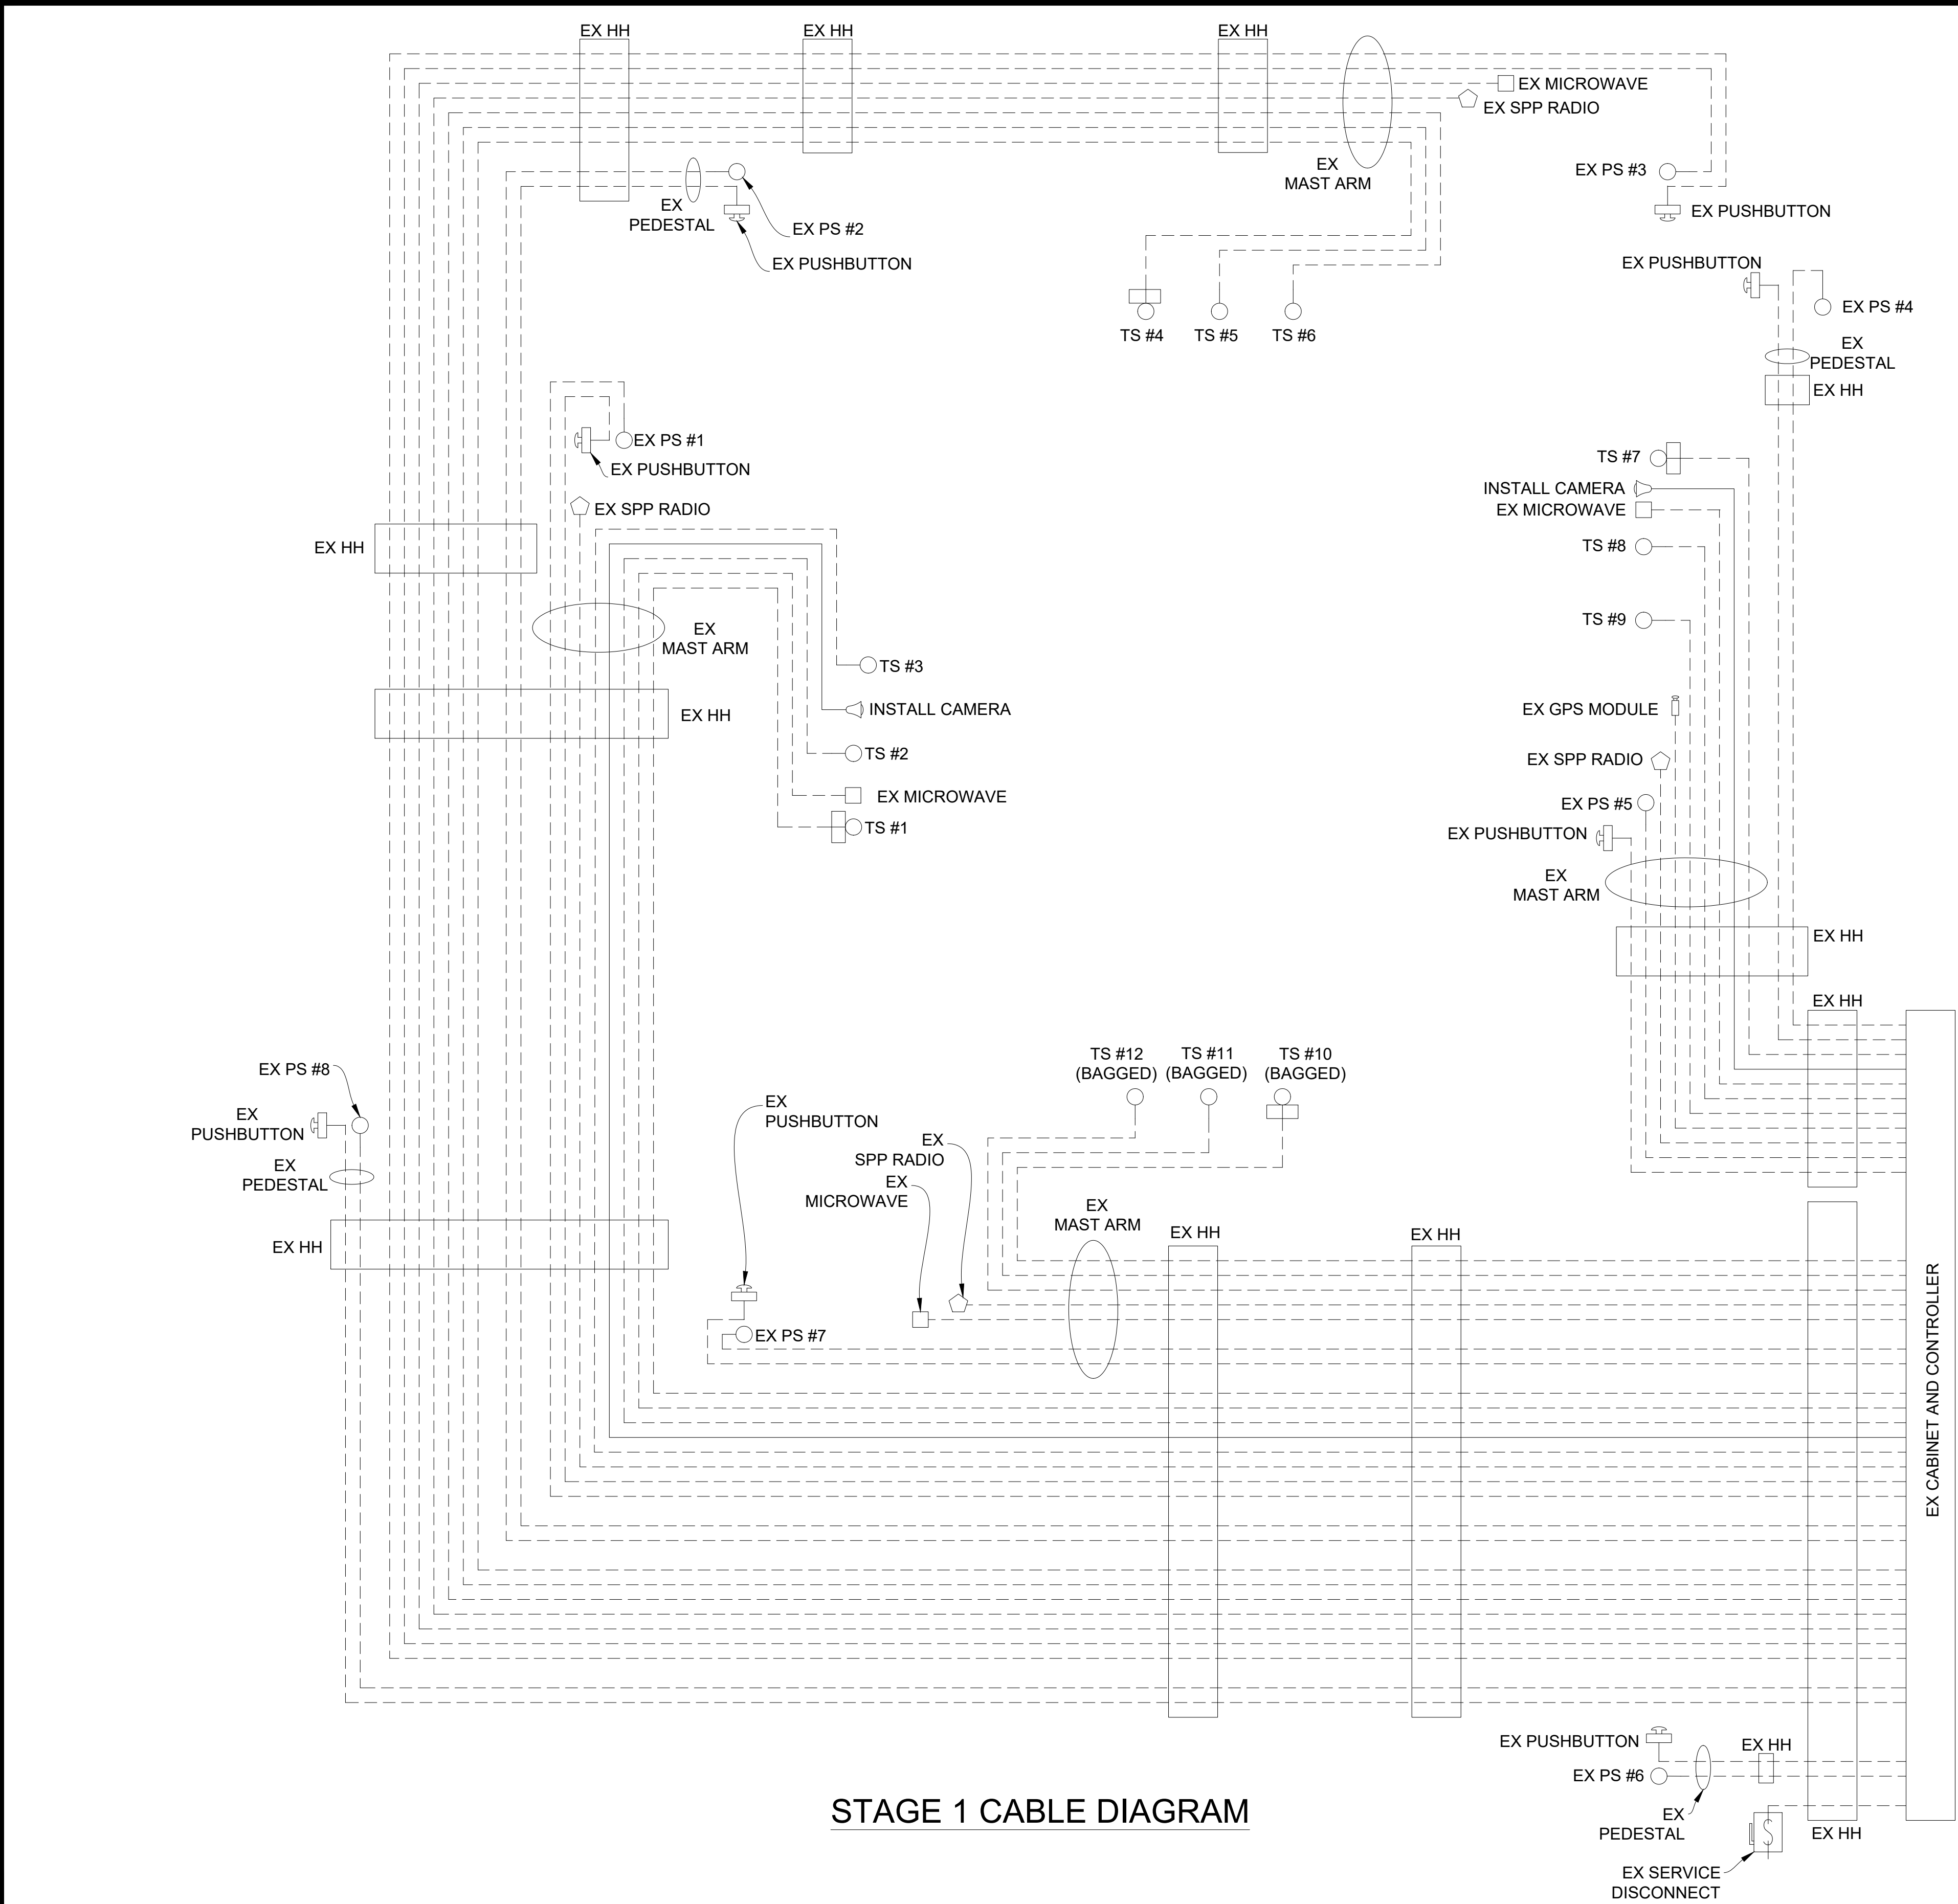 EX HH
EX HH
EX HH
EX MICROWAVE
EX SPP RADIO
EX
MAST ARM
EX PS #3
EX PUSHBUTTON
EX
PEDESTAL
EX PS #2
EX PUSHBUTTON
EX PUSHBUTTON
EX PS #4
TS #4
TS #5
TS #6
EX
PEDESTAL
EX HH
EX PS #1
EX PUSHBUTTON
EX SPP RADIO
TS #7
INSTALL CAMERA
EX MICROWAVE
EX HH
TS #8
TS #9
EX
MAST ARM
TS #3
EX HH
INSTALL CAMERA
EX GPS MODULE
TS #2
EX SPP RADIO
EX MICROWAVE
EX PS #5
TS #1
EX PUSHBUTTON
EX
MAST ARM
EX HH
EX HH
EX PS #8
EX
PUSHBUTTON
EX
PEDESTAL
EX HH
TS #12
(BAGGED)
TS #11
(BAGGED)
TS #10
(BAGGED)
EX
PUSHBUTTON
EX
SPP RADIO
EX
MICROWAVE
EX
MAST ARM
EX HH
EX HH
EX PS #7
EX CABINET AND CONTROLLER
EX PUSHBUTTON
EX HH
EX PS #6
EX
PEDESTAL
EX HH
EX SERVICE
DISCONNECT
STAGE 1 CABLE DIAGRAM